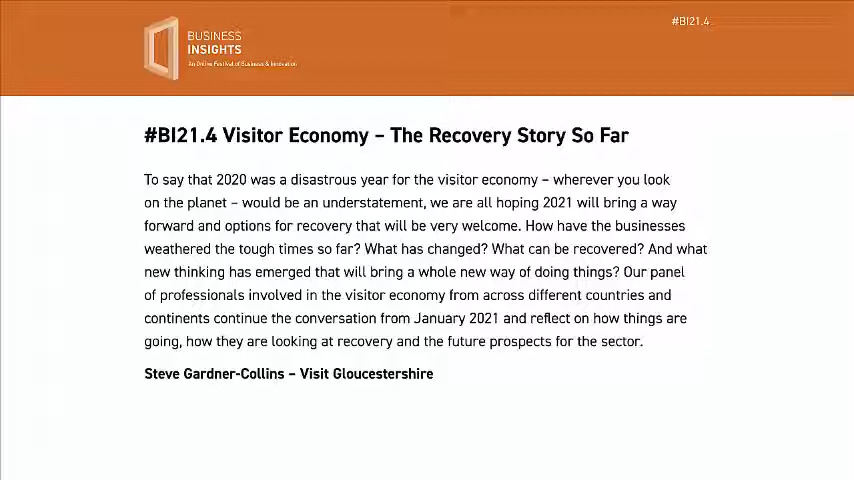 #BI21.4
BUSINESS
INSIGHTS
An Online Festival of Business & Innovation
#BI21.4 Visitor Economy – The Recovery Story So Far
To say that 2020 was a disastrous year for the visitor economy – wherever you look
on the planet – would be an understatement, we are all hoping 2021 will bring a way
forward and options for recovery that will be very welcome. How have the businesses
weathered the tough times so far? What has changed? What can be recovered? And what
new thinking has emerged that will bring a whole new way of doing things? Our panel
of professionals involved in the visitor economy from across different countries and
continents continue the conversation from January 2021 and reflect on how things are
going, how they are looking at recovery and the future prospects for the sector.
Steve Gardner-Collins – Visit Gloucestershire